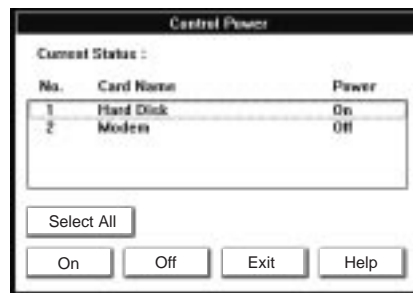 Control Power
Current Status :
No. Card Name Power
1 Hard Disk On
2 Modem Off
Select All
On Off Exit Help